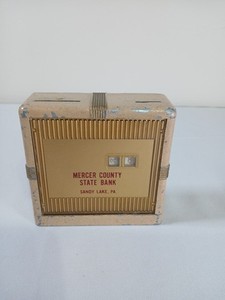 MERCER COUNTY
STATE BANK
SANDY LAKE, PA.